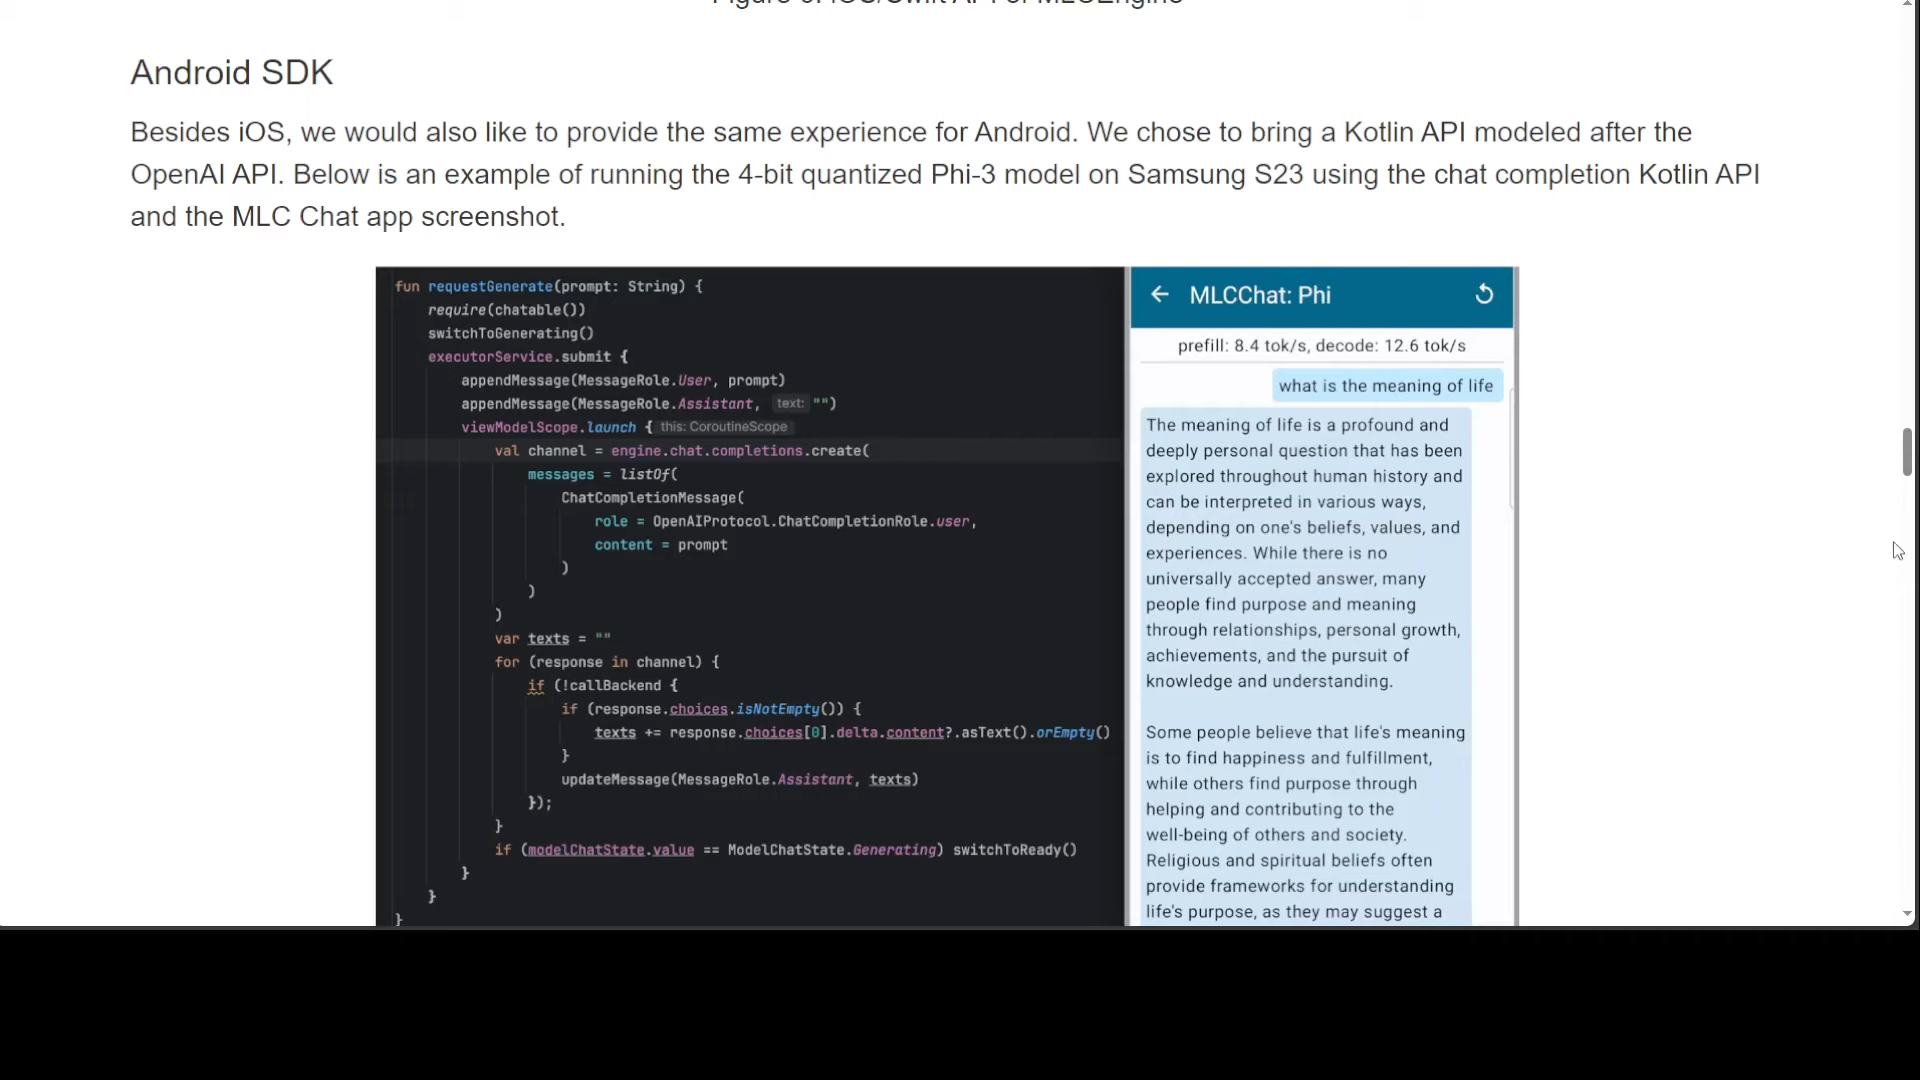 Figure 6: iOS/Swift API For MLCEngine
Android SDK
Besides iOS, we would also like to provide the same experience for Android. We chose to bring a Kotlin API modeled after the
OpenAI API. Below is an example of running the 4-bit quantized Phi-3 model on Samsung S23 using the chat completion Kotlin API
and the MLC Chat app screenshot.
fun requestGenerate(prompt: String) {
require(chatable())
switchToGenerating()
executorService.submit {
appendMessage(MessageRole.User, prompt)
appendMessage(MessageRole.Assistant, text: "")
viewModelScope.launch { this: CoroutineScope
val channel = engine.chat.completions.create(
messages = listOf(
ChatCompletionMessage(
role = OpenAIProtocol.ChatCompletionRole.user,
content = prompt
)
)
)
var texts = ""
for (response in channel) {
if (!callBackend {
if (response.choices.isNotEmpty()) {
texts += response.choices[0].delta.content?.asText().orEmpty()
}
updateMessage(MessageRole.Assistant, texts)
});
}
if (modelChatState.value == ModelChatState.Generating) switchToReady()
}
}
}
MLCChat: Phi
prefill: 8.4 tok/s, decode: 12.6 tok/s
what is the meaning of life
The meaning of life is a profound and
deeply personal question that has been
explored throughout human history and
can be interpreted in various ways,
depending on one's beliefs, values, and
experiences. While there is no
universally accepted answer, many
people find purpose and meaning
through relationships, personal growth,
achievements, and the pursuit of
knowledge and understanding.
Some people believe that life's meaning
is to find happiness and fulfillment,
while others find purpose through
helping and contributing to the
well-being of others and society.
Religious and spiritual beliefs often
provide frameworks for understanding
life's purpose, as they may suggest a